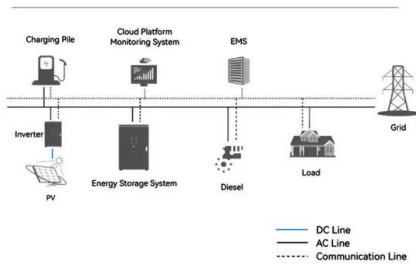 Charging Pile
Cloud Platform
Monitoring System
EMS
Grid
Inverter
PV
Energy Storage System
Diesel
Load
DC Line
AC Line
Communication Line